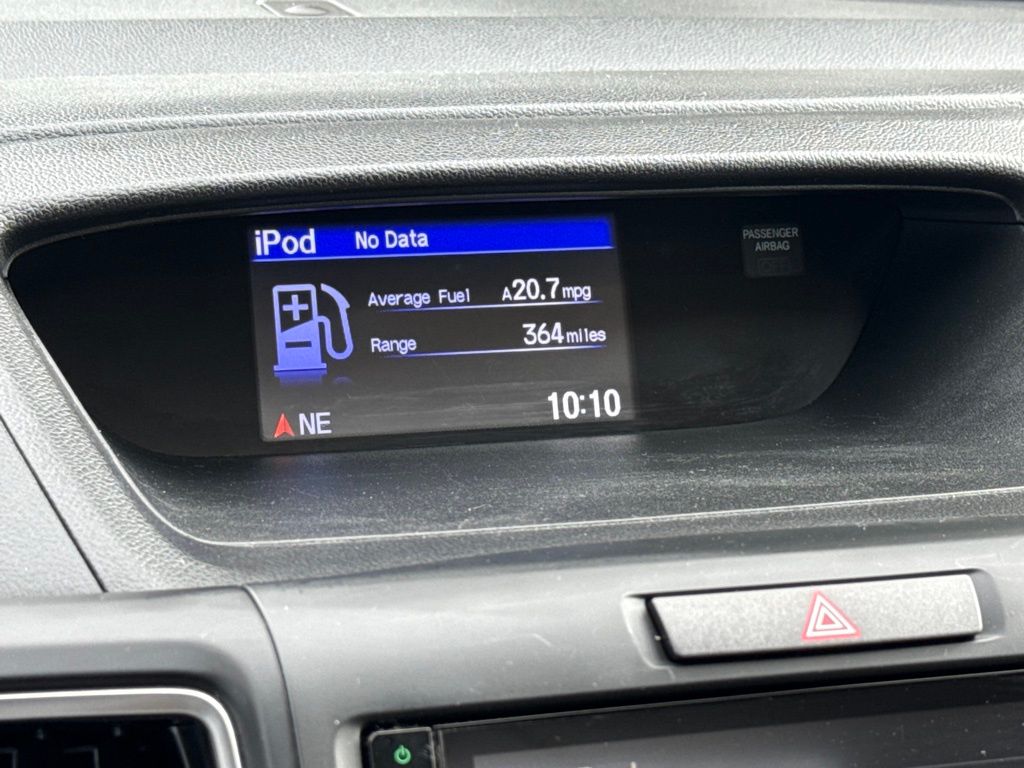 iPod No Data
PASSENGER
AIRBAG
Average Fuel A20.7mpg
Range 364miles
NE 10:10